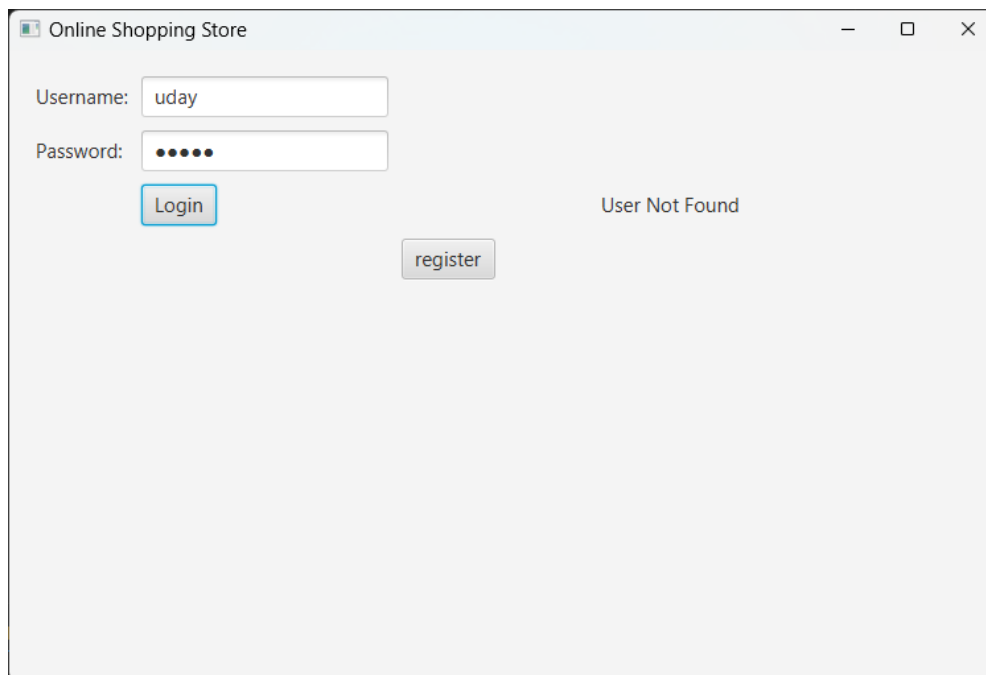 Online Shopping Store
Username: uday
Password: •••••
Login User Not Found
register